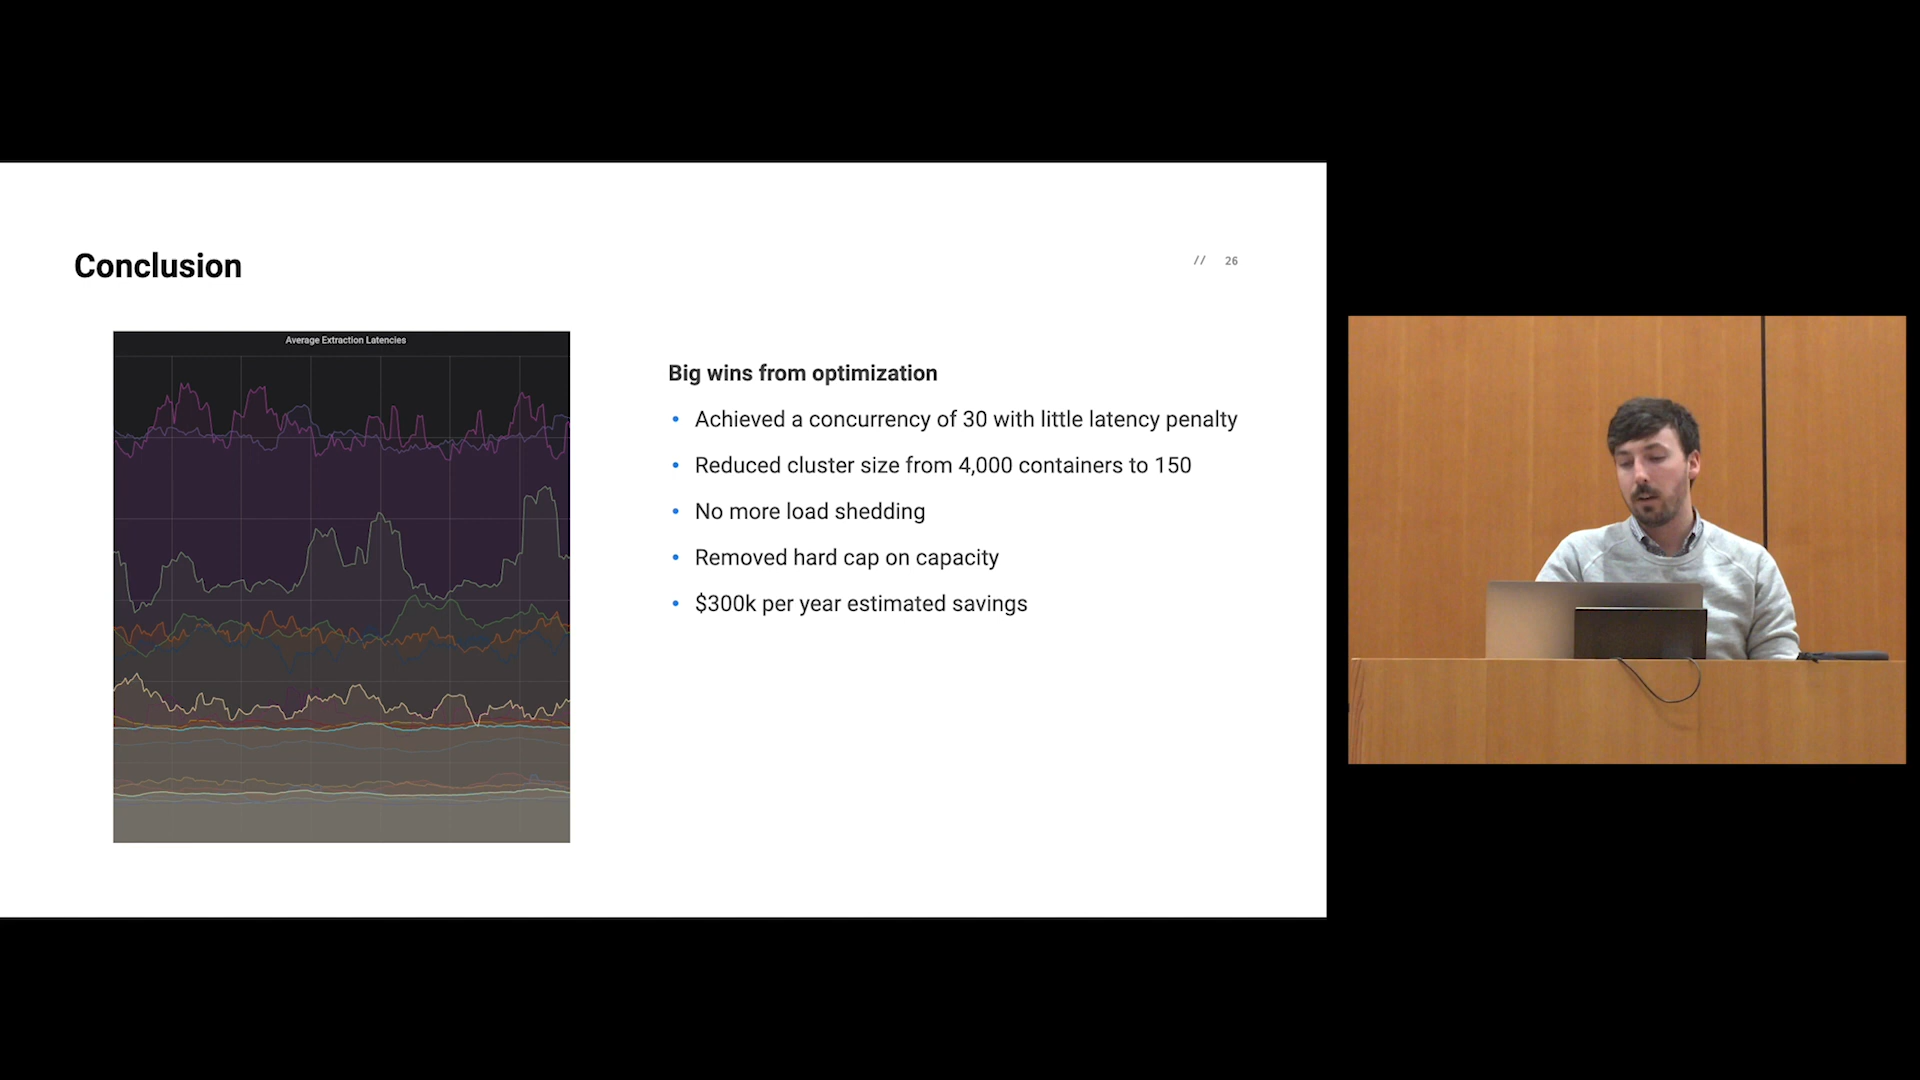 Conclusion
// 26
Average Extraction Latencies
Big wins from optimization
• Achieved a concurrency of 30 with little latency penalty
• Reduced cluster size from 4,000 containers to 150
• No more load shedding
• Removed hard cap on capacity
• $300k per year estimated savings